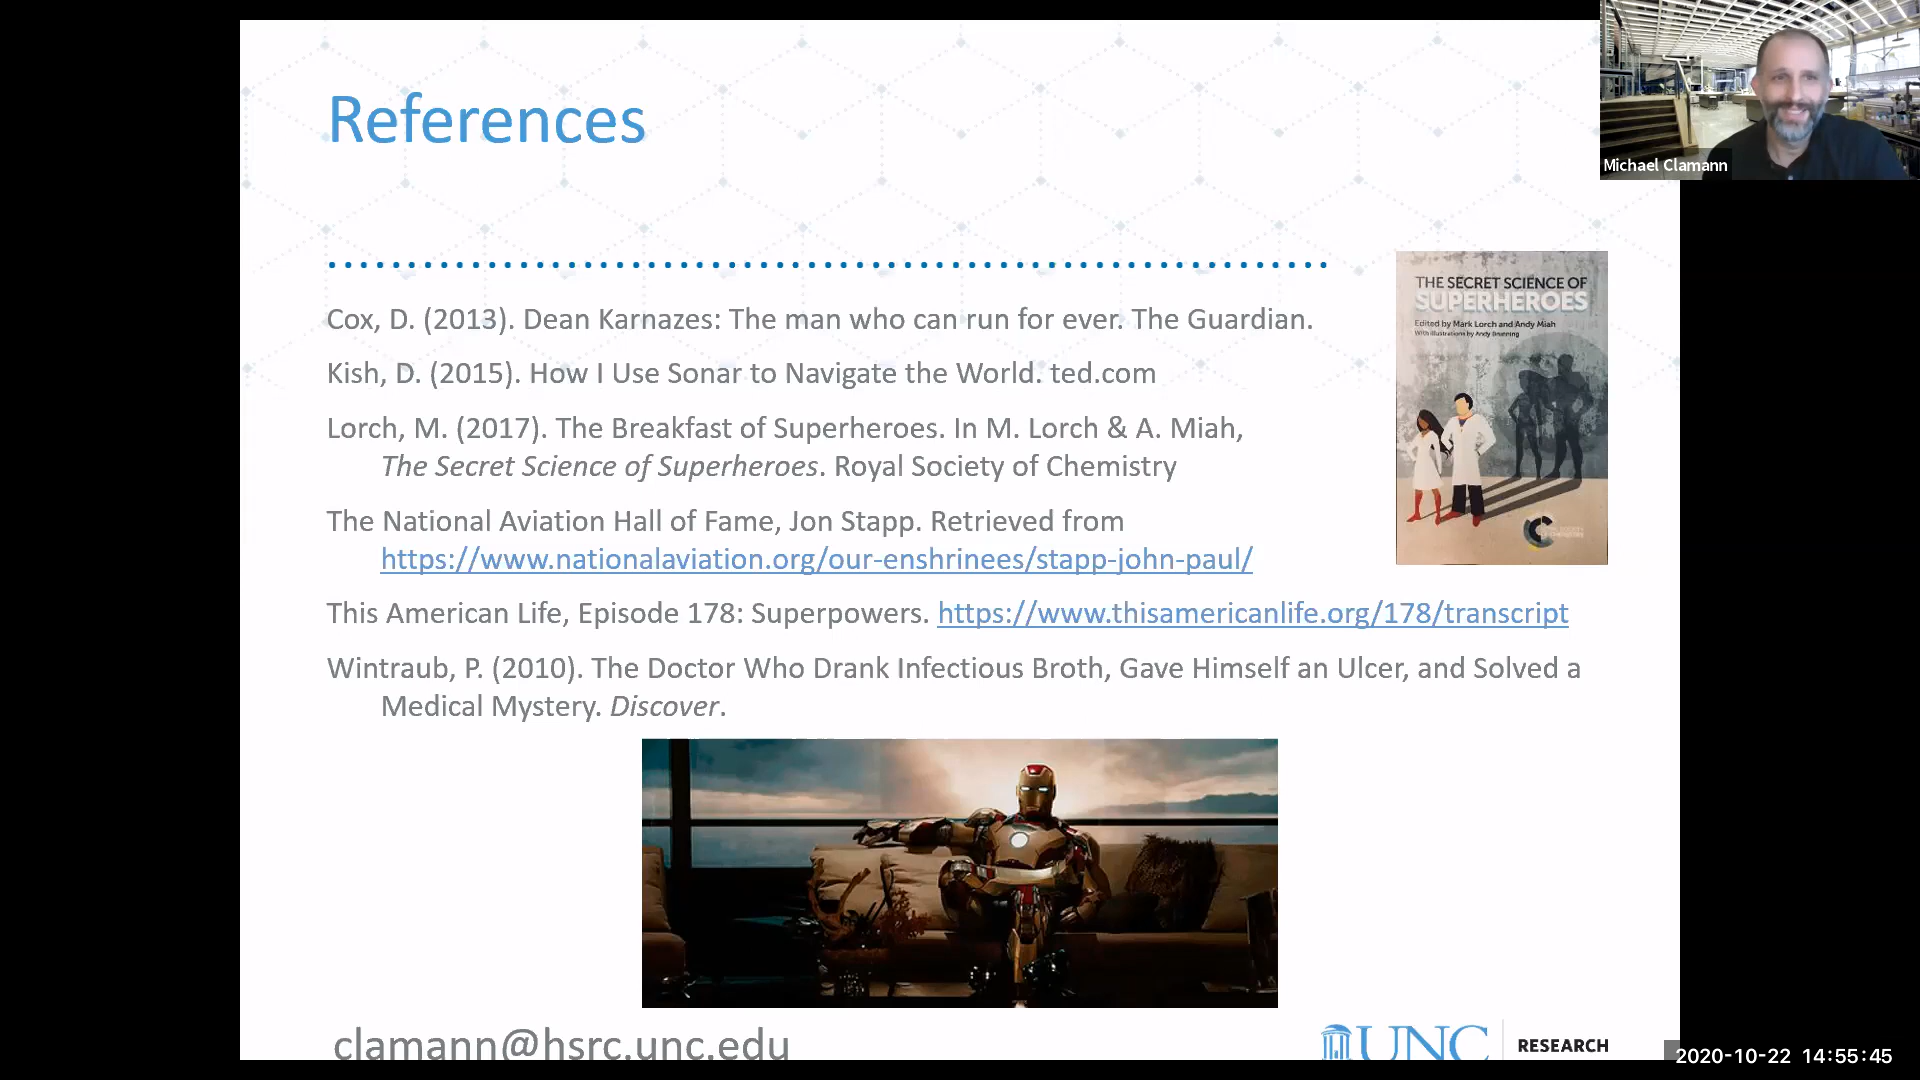 References
Michael Clamann
Cox, D. (2013). Dean Karnazes: The man who can run for ever. The Guardian.
Kish, D. (2015). How I Use Sonar to Navigate the World. ted.com
Lorch, M. (2017). The Breakfast of Superheroes. In M. Lorch & A. Miah,
The Secret Science of Superheroes. Royal Society of Chemistry
The National Aviation Hall of Fame, Jon Stapp. Retrieved from
https://www.nationalaviation.org/our-enshrinees/stapp-john-paul/
This American Life, Episode 178: Superpowers. https://www.thisamericanlife.org/178/transcript
Wintraub, P. (2010). The Doctor Who Drank Infectious Broth, Gave Himself an Ulcer, and Solved a
Medical Mystery. Discover.
THE SECRET SCIENCE OF
SUPERHEROES
Edited by Mark Lorch and Andy Miah
With illustrations by Andy Brunning
clamann@hsrc.unc.edu
UNC RESEARCH
2020-10-22 14:55:45